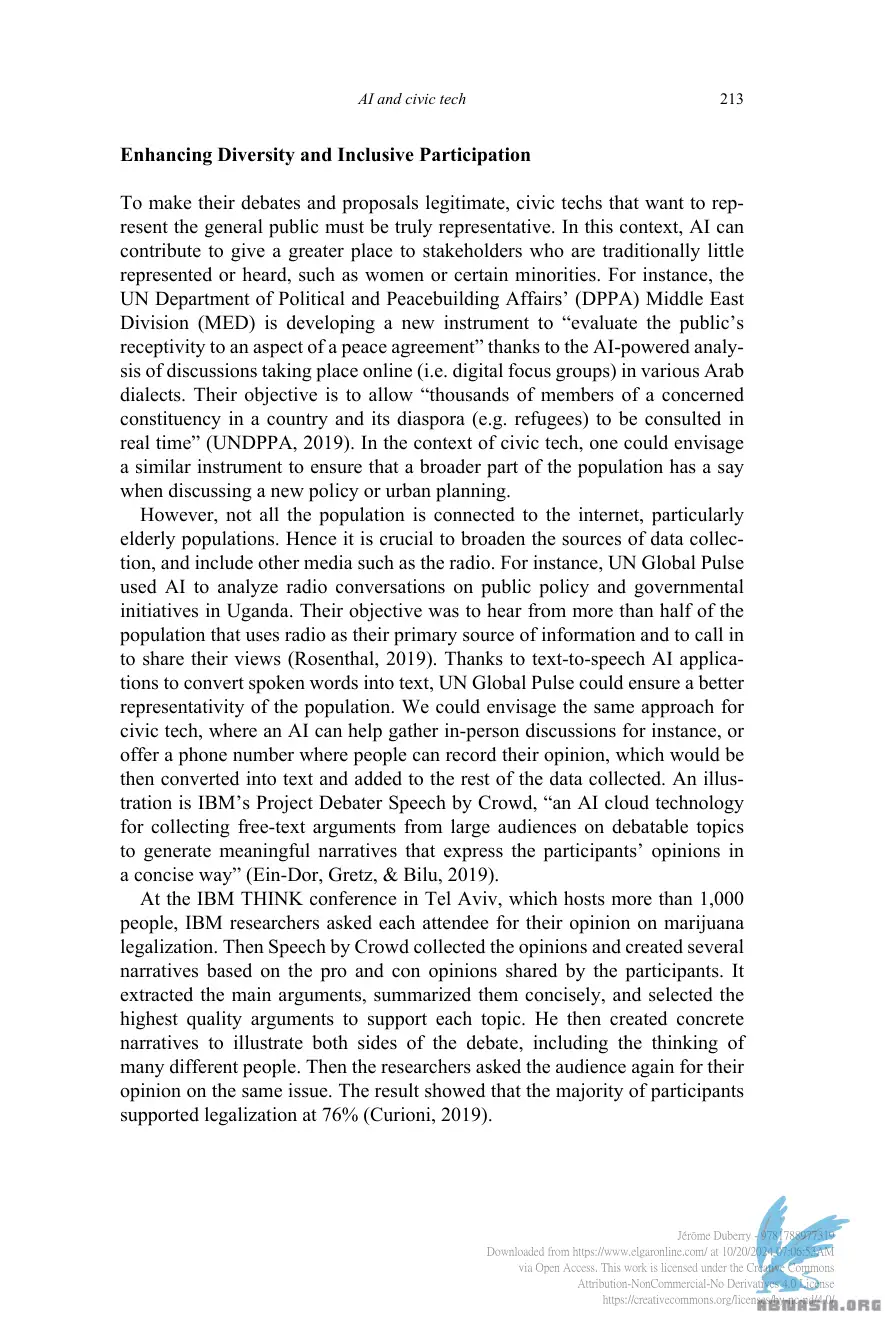 AI and civic tech 213
Enhancing Diversity and Inclusive Participation
To make their debates and proposals legitimate, civic techs that want to rep-
resent the general public must be truly representative. In this context, AI can
contribute to give a greater place to stakeholders who are traditionally little
represented or heard, such as women or certain minorities. For instance, the
UN Department of Political and Peacebuilding Affairs’ (DPPA) Middle East
Division (MED) is developing a new instrument to “evaluate the public’s
receptivity to an aspect of a peace agreement” thanks to the AI-powered analy-
sis of discussions taking place online (i.e. digital focus groups) in various Arab
dialects. Their objective is to allow “thousands of members of a concerned
constituency in a country and its diaspora (e.g. refugees) to be consulted in
real time” (UNDPPA, 2019). In the context of civic tech, one could envisage
a similar instrument to ensure that a broader part of the population has a say
when discussing a new policy or urban planning.
However, not all the population is connected to the internet, particularly
elderly populations. Hence it is crucial to broaden the sources of data collec-
tion, and include other media such as the radio. For instance, UN Global Pulse
used AI to analyze radio conversations on public policy and governmental
initiatives in Uganda. Their objective was to hear from more than half of the
population that uses radio as their primary source of information and to call in
to share their views (Rosenthal, 2019). Thanks to text-to-speech AI applica-
tions to convert spoken words into text, UN Global Pulse could ensure a better
representativity of the population. We could envisage the same approach for
civic tech, where an AI can help gather in-person discussions for instance, or
offer a phone number where people can record their opinion, which would be
then converted into text and added to the rest of the data collected. An illus-
tration is IBM’s Project Debater Speech by Crowd, “an AI cloud technology
for collecting free-text arguments from large audiences on debatable topics
to generate meaningful narratives that express the participants’ opinions in
a concise way” (Ein-Dor, Gretz, & Bilu, 2019).
At the IBM THINK conference in Tel Aviv, which hosts more than 1,000
people, IBM researchers asked each attendee for their opinion on marijuana
legalization. Then Speech by Crowd collected the opinions and created several
narratives based on the pro and con opinions shared by the participants. It
extracted the main arguments, summarized them concisely, and selected the
highest quality arguments to support each topic. He then created concrete
narratives to illustrate both sides of the debate, including the thinking of
many different people. Then the researchers asked the audience again for their
opinion on the same issue. The result showed that the majority of participants
supported legalization at 76% (Curioni, 2019).
Jérôme Duberry - 9781788977319
Downloaded from https://www.elgaronline.com/ at 10/20/2024 07:06:52AM
via Open Access. This work is licensed under the Creative Commons
Attribution-NonCommercial-No Derivatives 4.0 License
https://creativecommons.org/licenses/by-nc-nd/4.0/
ABNASIA.ORG